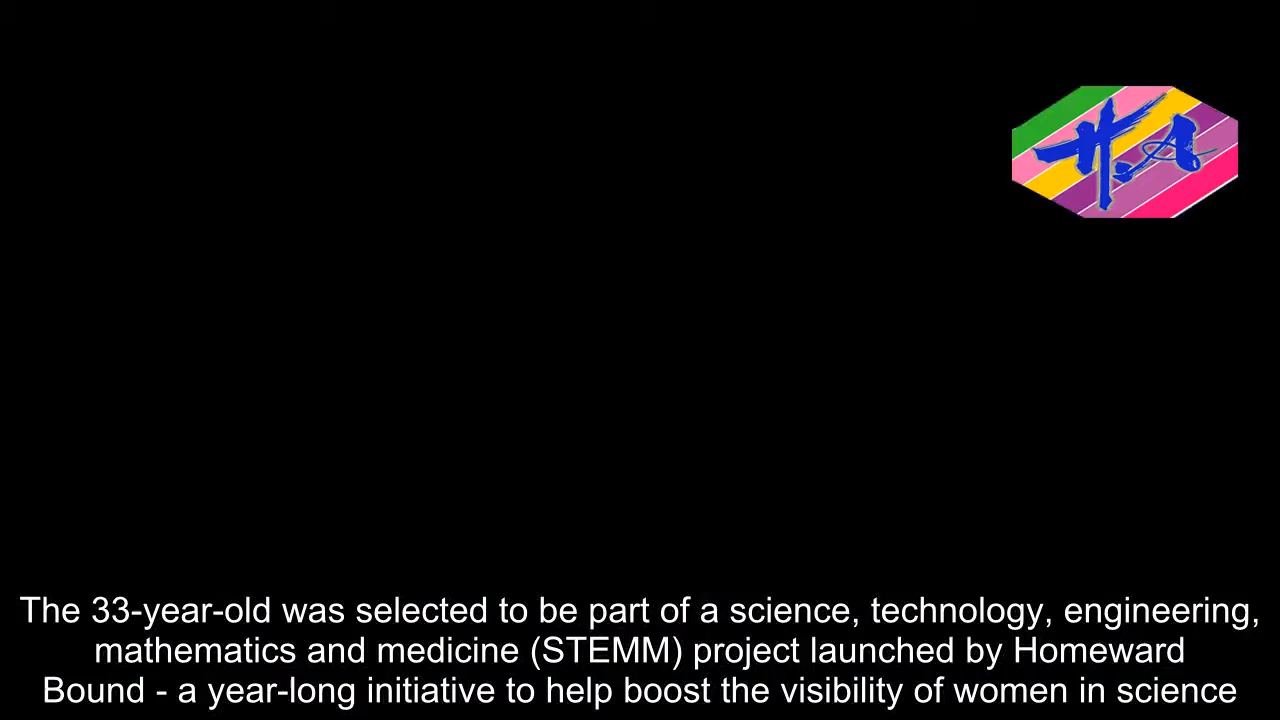 H.A
The 33-year-old was selected to be part of a science, technology, engineering,
mathematics and medicine (STEMM) project launched by Homeward
Bound - a year-long initiative to help boost the visibility of women in science